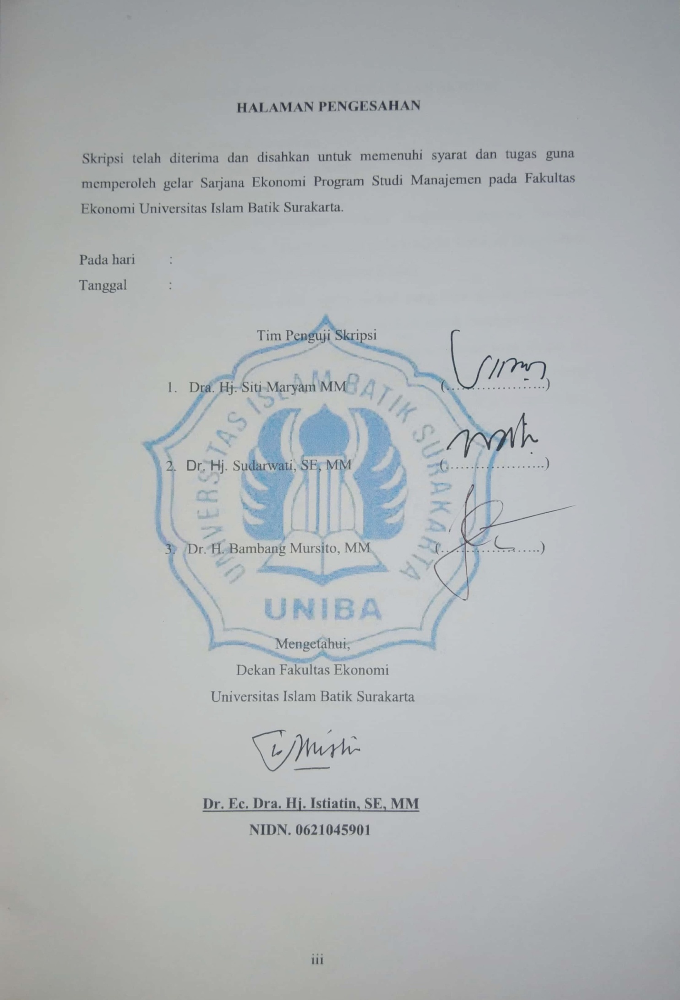 HALAMAN PENGESAHAN
Skripsi telah diterima dan disahkan untuk memenuhi syarat dan tugas guna
memperoleh gelar Sarjana Ekonomi Program Studi Manajemen pada Fakultas
Ekonomi Universitas Islam Batik Surakarta.
Pada hari :
Tanggal :
Tim Penguji Skripsi
1. Dra. Hj. Siti Maryam MM (....................)
2. Dr. Hj. Sudarwati, SE, MM (....................)
3. Dr. H. Bambang Mursito, MM (....................)
UNIVERSITAS ISLAM BATIK SURAKARTA
UNIBA
Mengetahui,
Dekan Fakultas Ekonomi
Universitas Islam Batik Surakarta
Dr. Ec. Dra. Hj. Istiatin, SE, MM
NIDN. 0621045901
iii